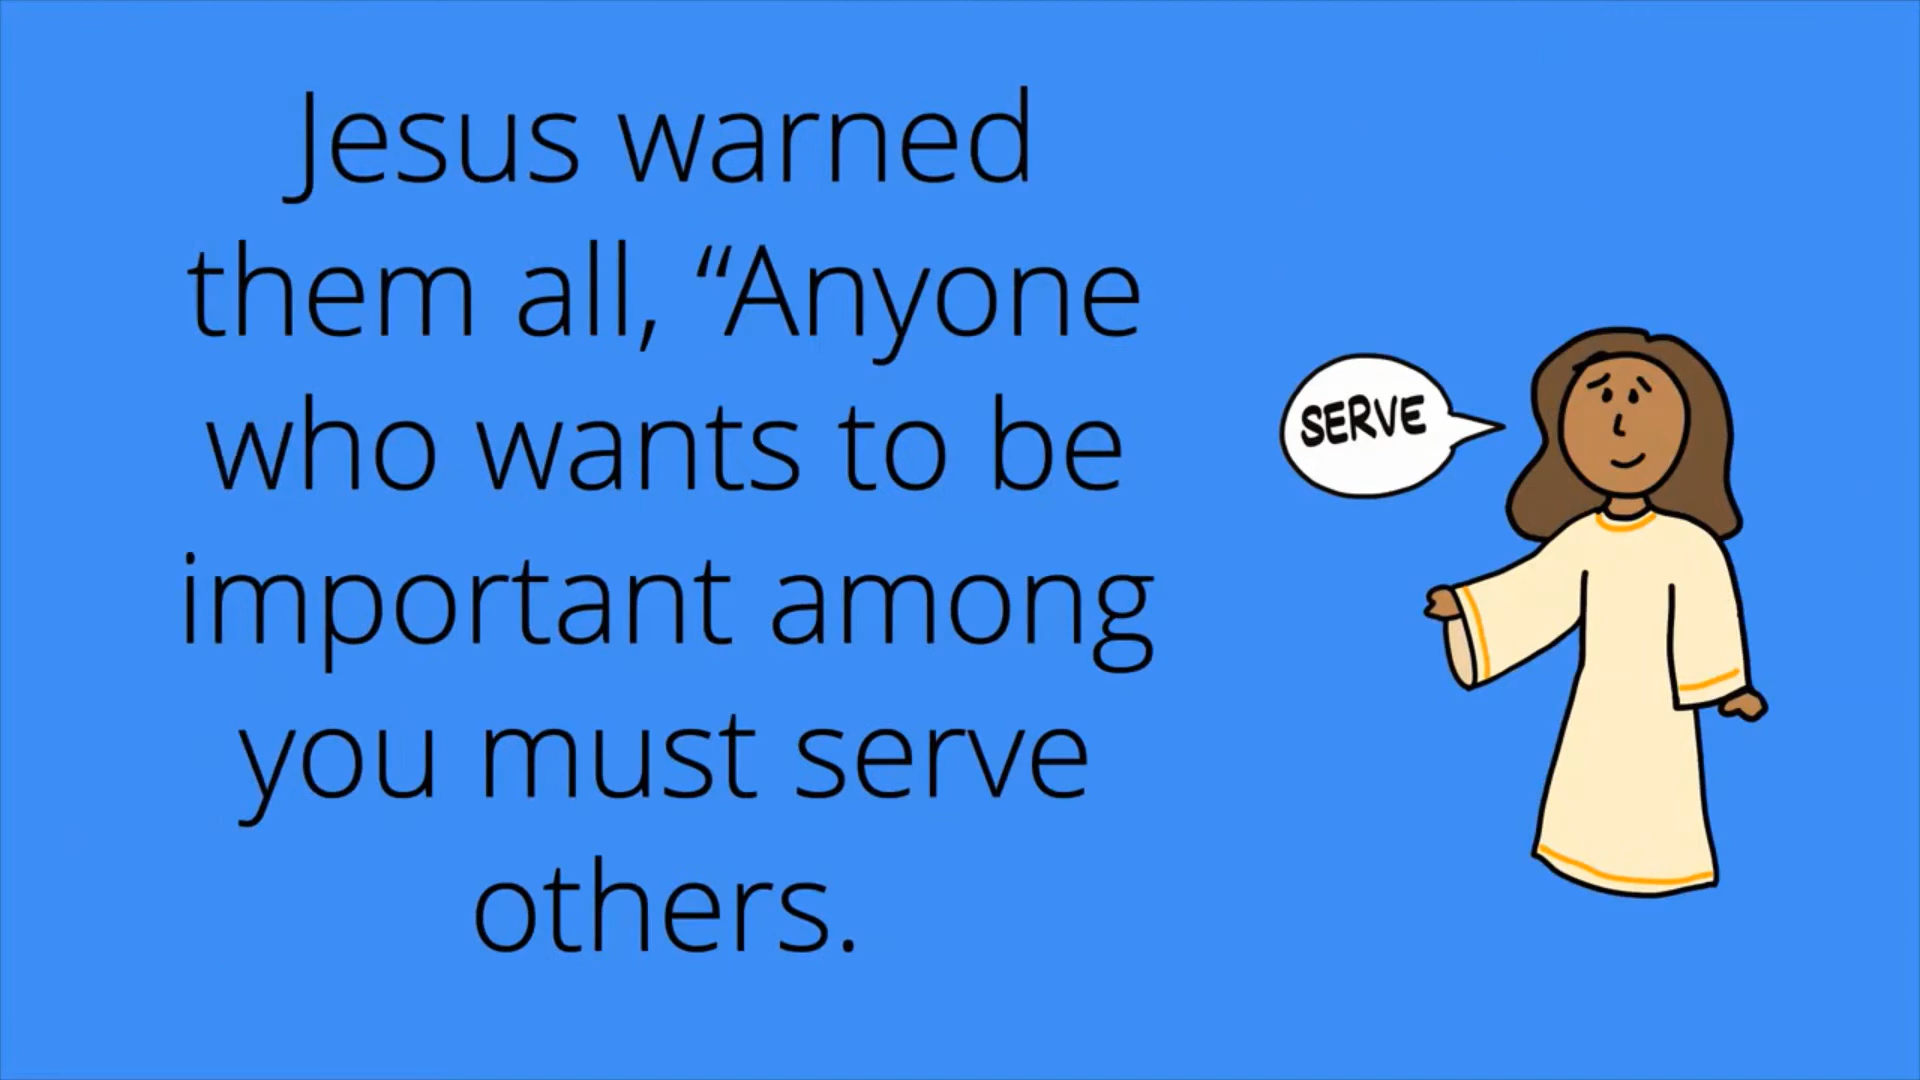 Jesus warned
them all, “Anyone
who wants to be
important among
you must serve
others.
SERVE